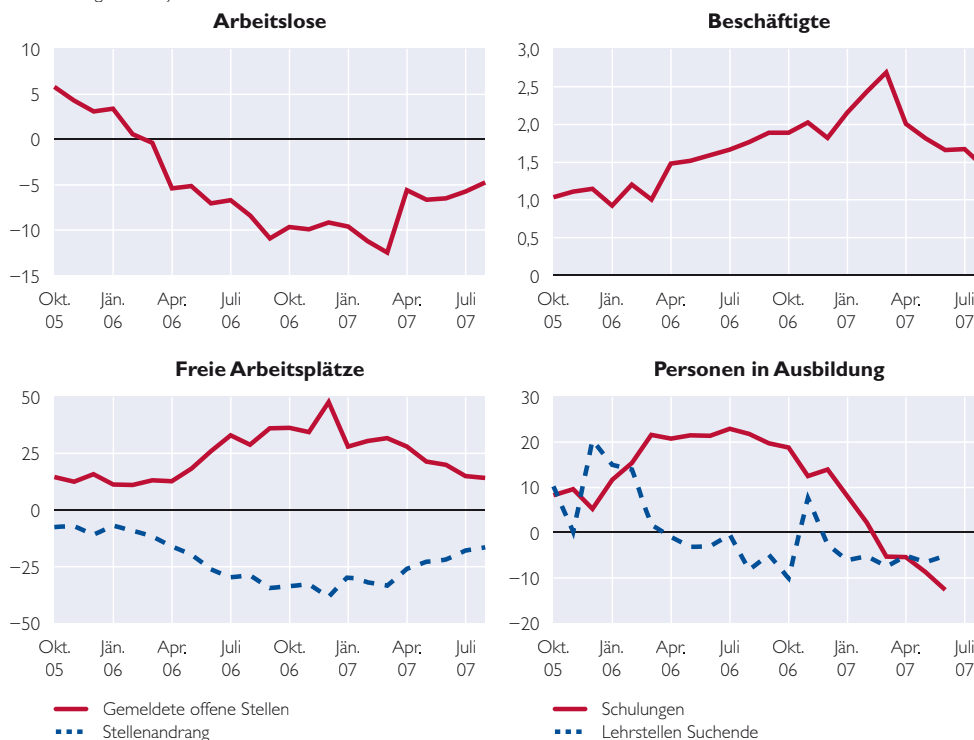 Arbeitslose
10
5
0
−5
−10
−15
Okt. Jän. Apr. Juli Okt. Jän. Apr. Juli
05 06 06 06 06 07 07 07
Beschäftigte
3,0
2,5
2,0
1,5
1,0
0,5
0
Okt. Jän. Apr. Juli Okt. Jän. Apr. Juli
05 06 06 06 06 07 07 07
Freie Arbeitsplätze
50
25
0
−25
−50
Okt. Jän. Apr. Juli Okt. Jän. Apr. Juli
05 06 06 06 06 07 07 07
Gemeldete offene Stellen
Stellenandrang
Personen in Ausbildung
30
20
10
0
−10
−20
Okt. Jän. Apr. Juli Okt. Jän. Apr. Juli
05 06 06 06 06 07 07 07
Schulungen
Lehrstellen Suchende